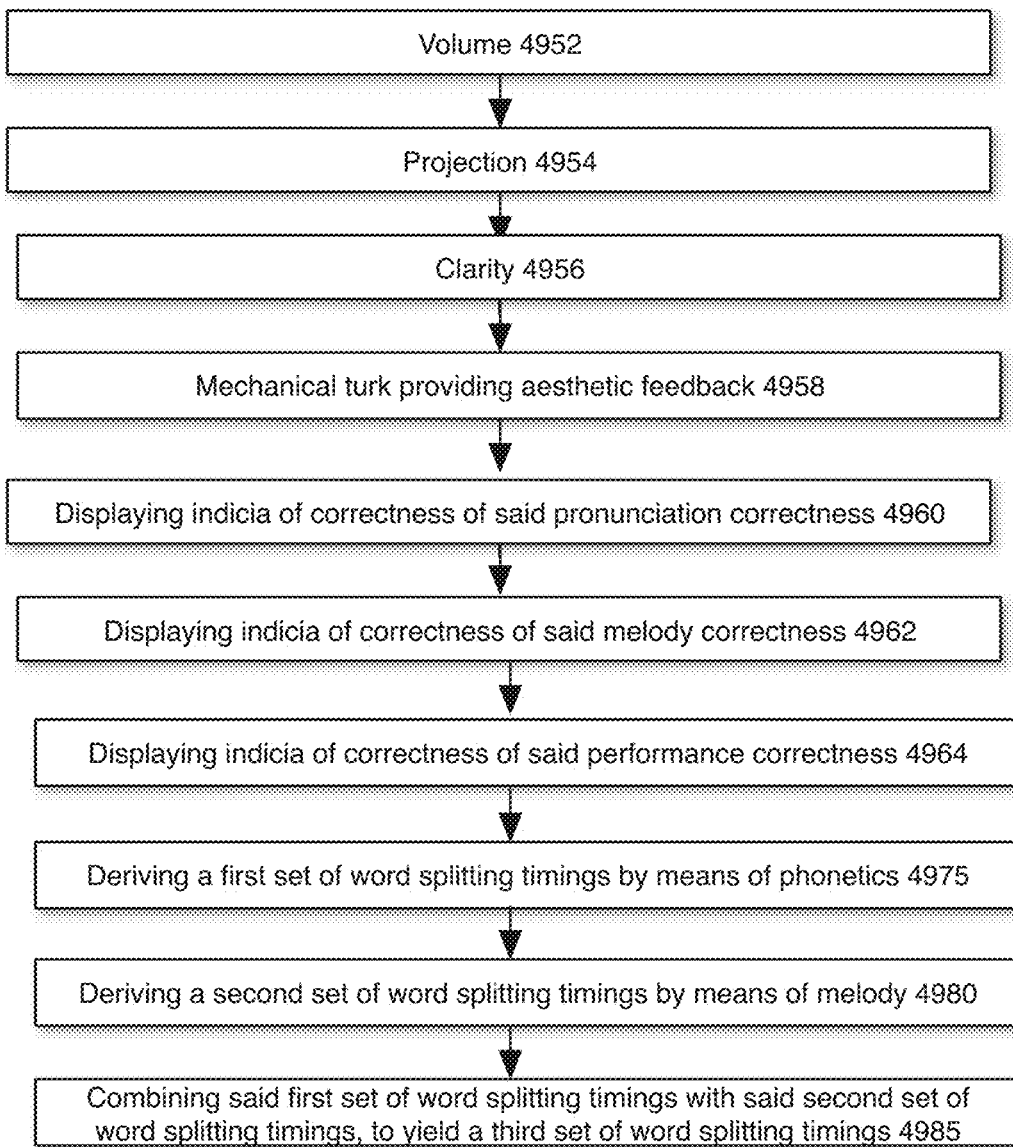 Volume 4952
Projection 4954
Clarity 4956
Mechanical turk providing aesthetic feedback 4958
Displaying indicia of correctness of said pronunciation correctness 4960
Displaying indicia of correctness of said melody correctness 4962
Displaying indicia of correctness of said performance correctness 4964
Deriving a first set of word splitting timings by means of phonetics 4975
Deriving a second set of word splitting timings by means of melody 4980
Combining said first set of word splitting timings with said second set of
word splitting timings, to yield a third set of word splitting timings 4985